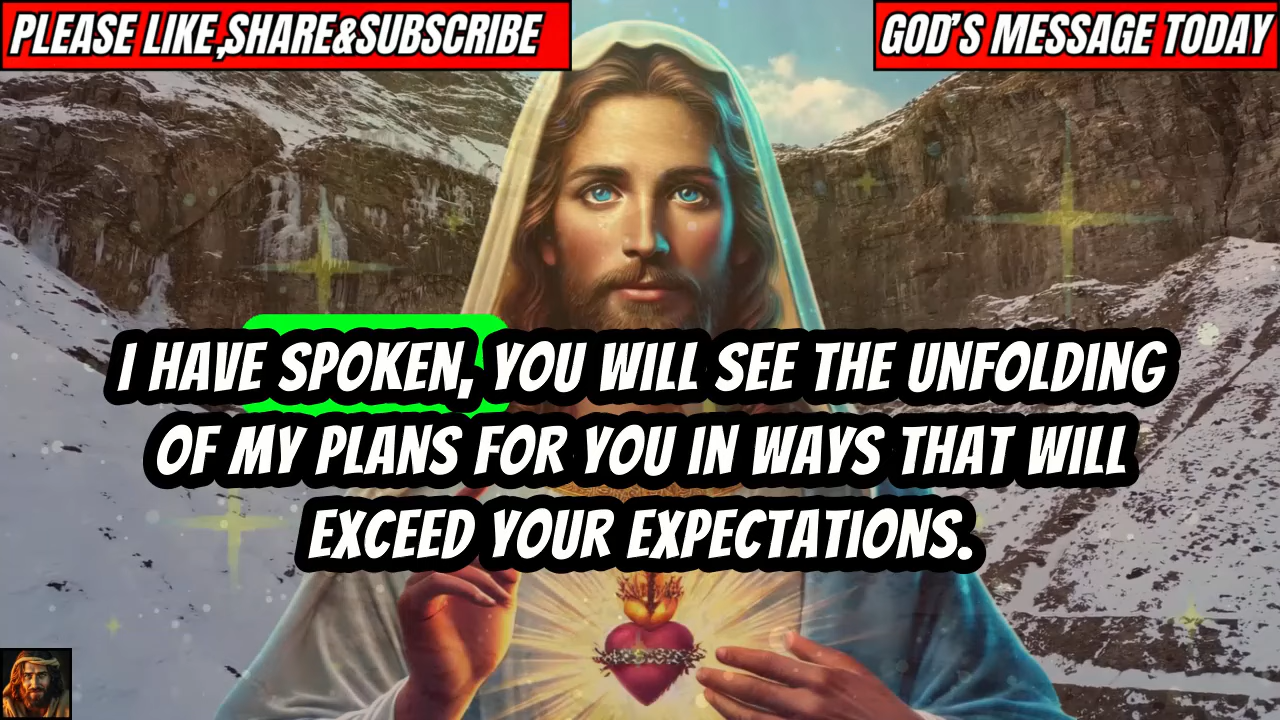 PLEASE LIKE,SHARE&SUBSCRIBE
GOD'S MESSAGE TODAY
I HAVE SPOKEN, YOU WILL SEE THE UNFOLDING
OF MY PLANS FOR YOU IN WAYS THAT WILL
EXCEED YOUR EXPECTATIONS.